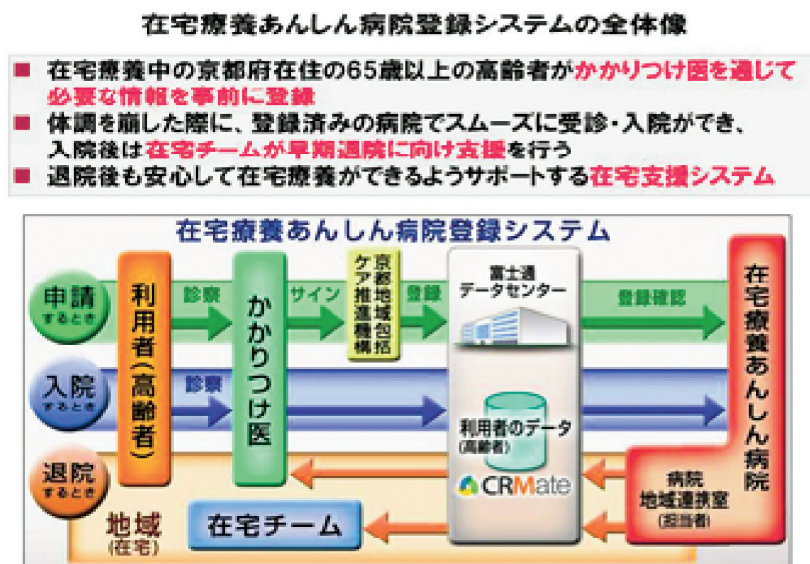 在宅療養あんしん病院登録システムの全体像
■ 在宅療養中の京都府在住の65歳以上の高齢者がかかりつけ医を通じて
必要な情報を事前に登録
■ 体調を崩した際に、登録済みの病院でスムーズに受診・入院ができ、
入院後は在宅チームが早期退院に向け支援を行う
■ 退院後も安心して在宅療養ができるようサポートする在宅支援システム
在宅療養あんしん病院登録システム
申請
するとき
利用者(高齢者)
診察
かかりつけ医
サイン
京都地域包括
ケア推進機構
登録
富士通
データセンター
登録確認
在宅療養あんしん病院
入院
するとき
診察
利用者のデータ
(高齢者)
CRMate
退院
するとき
病院
地域連携室
(担当者)
地域
(在宅)
在宅チーム